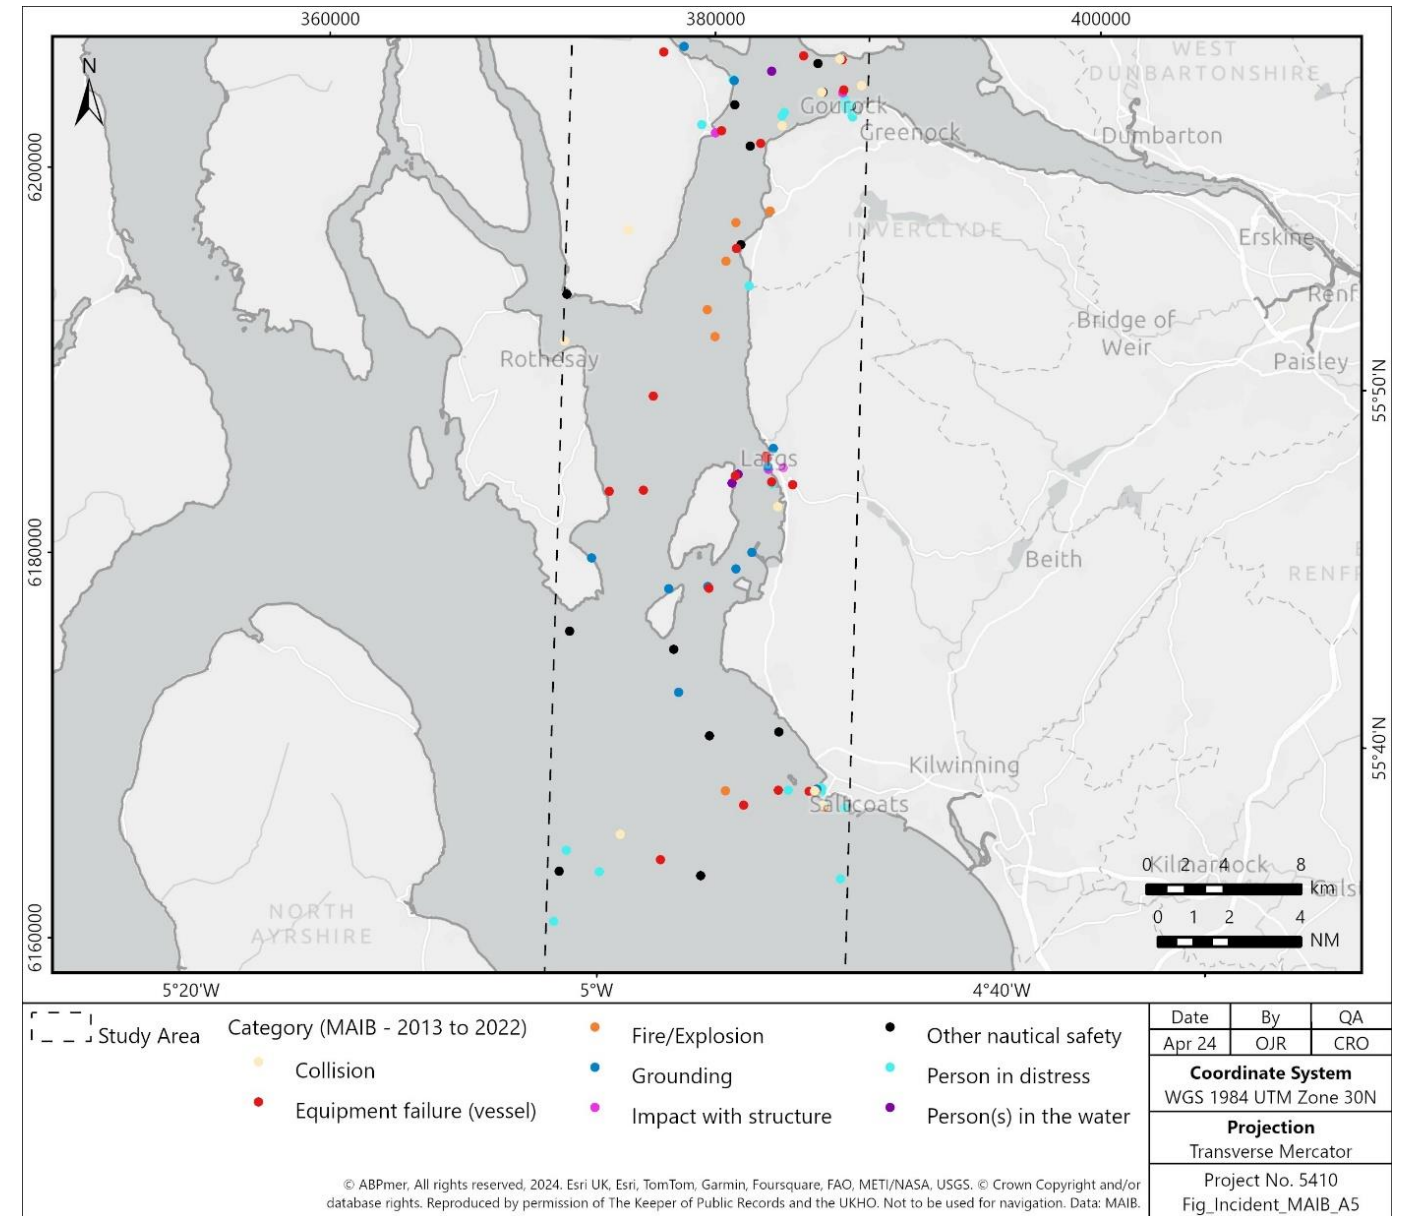 360000 380000 400000
N
WEST
DUNBARTONSHIRE
Gourock
Greenock
Dumbarton
6200000
INVERCLYDE
Erskine
Renf
Bridge of
Weir
Rothesay
Paisley
55°50'N
Largs
6180000
Beith
RENFF
55°40'N
Kilwinning
Saltcoats
Kilmarnock
0 2 4 8
km
Gals
0 1 2 4
NM
NORTH
AYRSHIRE
6160000
5°20'W 5°W 4°40'W
Study Area
Category (MAIB - 2013 to 2022)
Collision
Equipment failure (vessel)
Fire/Explosion
Grounding
Impact with structure
Other nautical safety
Person in distress
Person(s) in the water
Date By QA
Apr 24 OJR CRO
Coordinate System
WGS 1984 UTM Zone 30N
Projection
Transverse Mercator
Project No. 5410
Fig_Incident_MAIB_A5
© ABPmer, All rights reserved, 2024. Esri UK, Esri, TomTom, Garmin, Foursquare, FAO, METI/NASA, USGS. © Crown Copyright and/or
database rights. Reproduced by permission of The Keeper of Public Records and the UKHO. Not to be used for navigation. Data: MAIB.